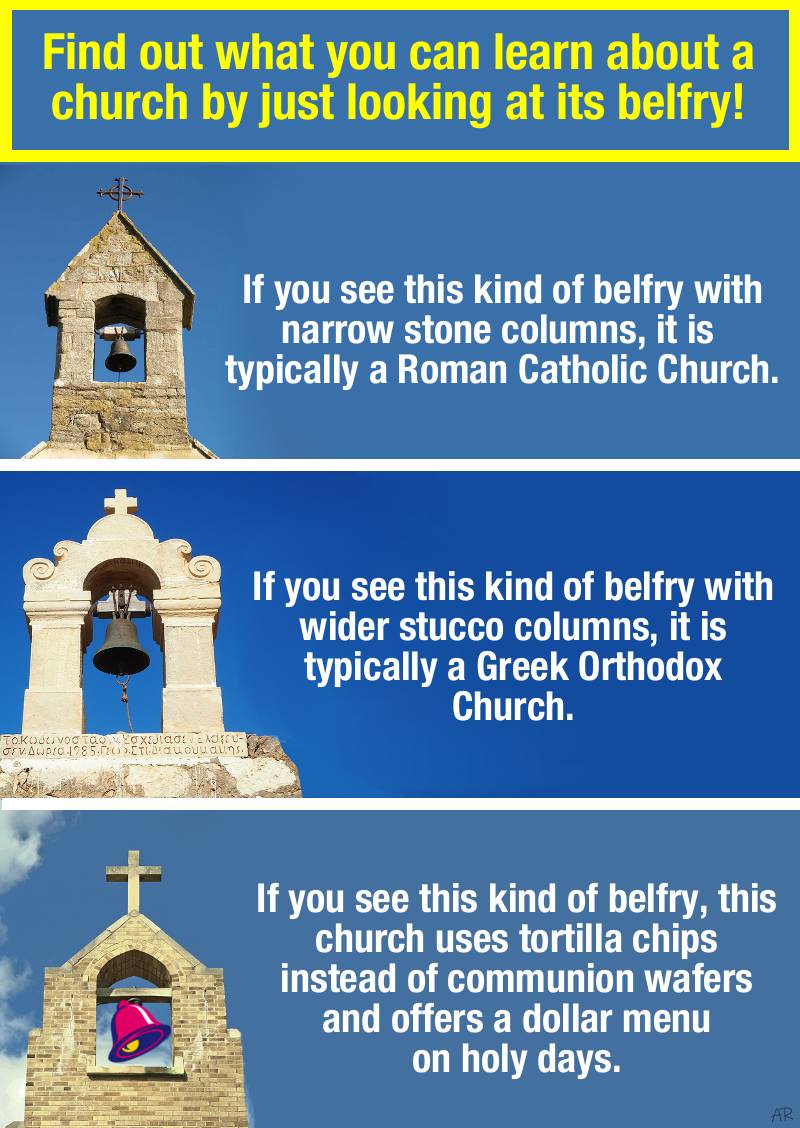 Find out what you can learn about a
church by just looking at its belfry!
If you see this kind of belfry with
narrow stone columns, it is
typically a Roman Catholic Church.
If you see this kind of belfry with
wider stucco columns, it is
typically a Greek Orthodox
Church.
If you see this kind of belfry, this
church uses tortilla chips
instead of communion wafers
and offers a dollar menu
on holy days.
AR